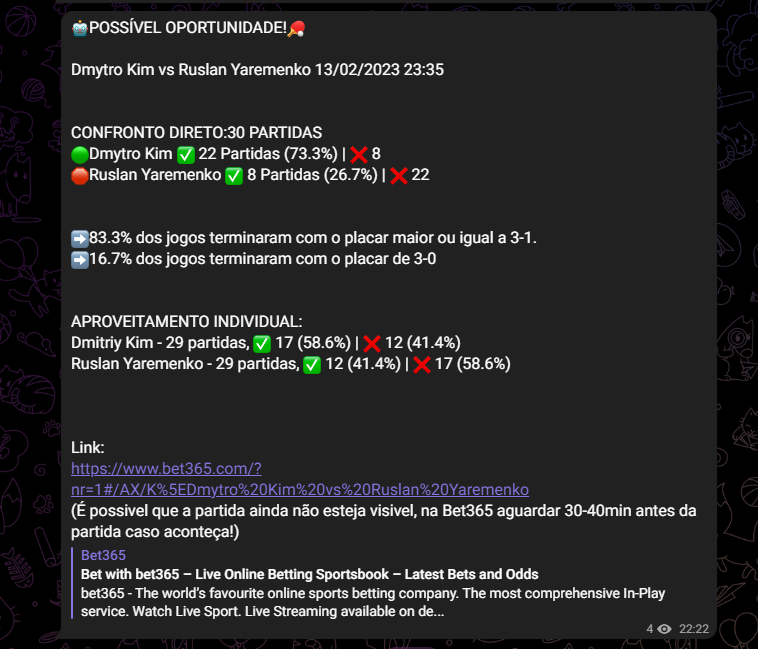 🤖POSSÍVEL OPORTUNIDADE!🏓
Dmytro Kim vs Ruslan Yaremenko 13/02/2023 23:35
CONFRONTO DIRETO:30 PARTIDAS
🟢Dmytro Kim ✅ 22 Partidas (73.3%) | ❌ 8
🛑Ruslan Yaremenko ✅ 8 Partidas (26.7%) | ❌ 22
➡️83.3% dos jogos terminaram com o placar maior ou igual a 3-1.
➡️16.7% dos jogos terminaram com o placar de 3-0
APROVEITAMENTO INDIVIDUAL:
Dmitriy Kim - 29 partidas, ✅ 17 (58.6%) | ❌ 12 (41.4%)
Ruslan Yaremenko - 29 partidas, ✅ 12 (41.4%) | ❌ 17 (58.6%)
Link:
https://www.bet365.com/?
nr=1#/AX/K%5EDmytro%20Kim%20vs%20Ruslan%20Yaremenko
(É possivel que a partida ainda não esteja visivel, na Bet365 aguardar 30-40min antes da
partida caso aconteça!)
Bet365
Bet with bet365 – Live Online Betting Sportsbook – Latest Bets and Odds
bet365 - The world's favourite online sports betting company. The most comprehensive In-Play
service. Watch Live Sport. Live Streaming available on de...
4 22:22